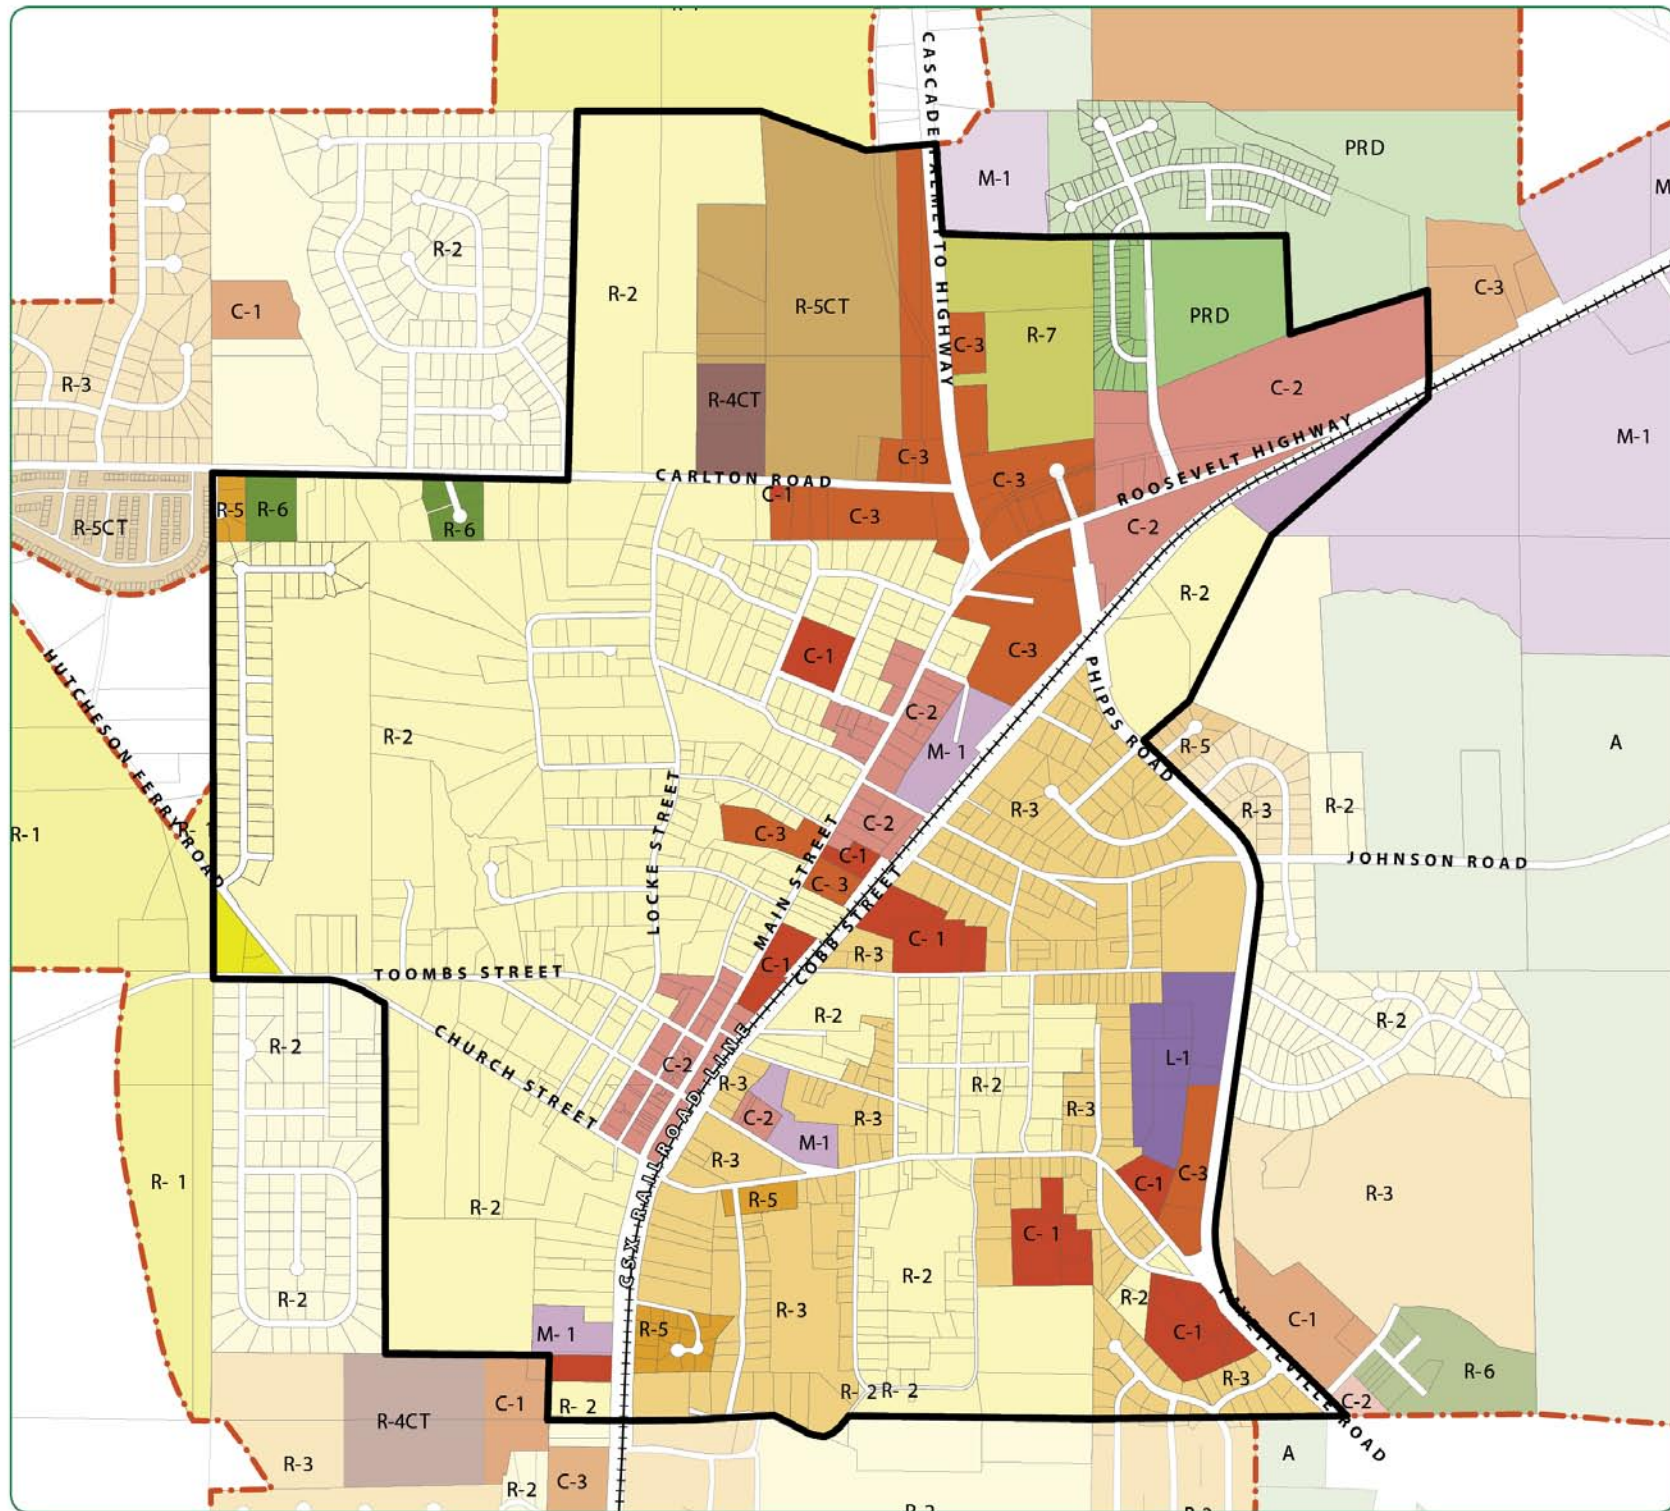 CASCADE PALMETTO HIGHWAY
PRD
M-1
R-2
C-1
R-2
R-5CT
PRD
C-3
R-7
C-3
C-2
R-3
R-4CT
M-1
C-3
C-3
CARLTON ROAD
ROOSEVELT HIGHWAY
C-1
C-3
C-2
R-5
R-6
R-6
R-5CT
R-2
C-1
C-3
PHIPPS ROAD
HUTCHESON FERRY ROAD
R-2
C-2
M-1
R-5
A
R-3
R-3
R-2
R-1
C-3
C-2
C-1
C-3
LOCKE STREET
MAIN STREET
COBB STREET
JOHNSON ROAD
C-1
R-3
C-1
TOOMBS STREET
R-2
R-2
CHURCH STREET
R-2
C-2
L-1
R-3
R-2
C-2
R-3
R-3
M-1
R-3
CSX RAILROAD LINE
R-1
R-2
R-5
C-1
C-3
R-3
C-1
R-2
R-2
R-2
M-1
R-5
R-3
C-1
C-1
FAYETTEVILLE ROAD
R-6
R-3
R-2
R-2
R-4CT
C-1
R-2
C-2
R-3
R-2
C-3
A